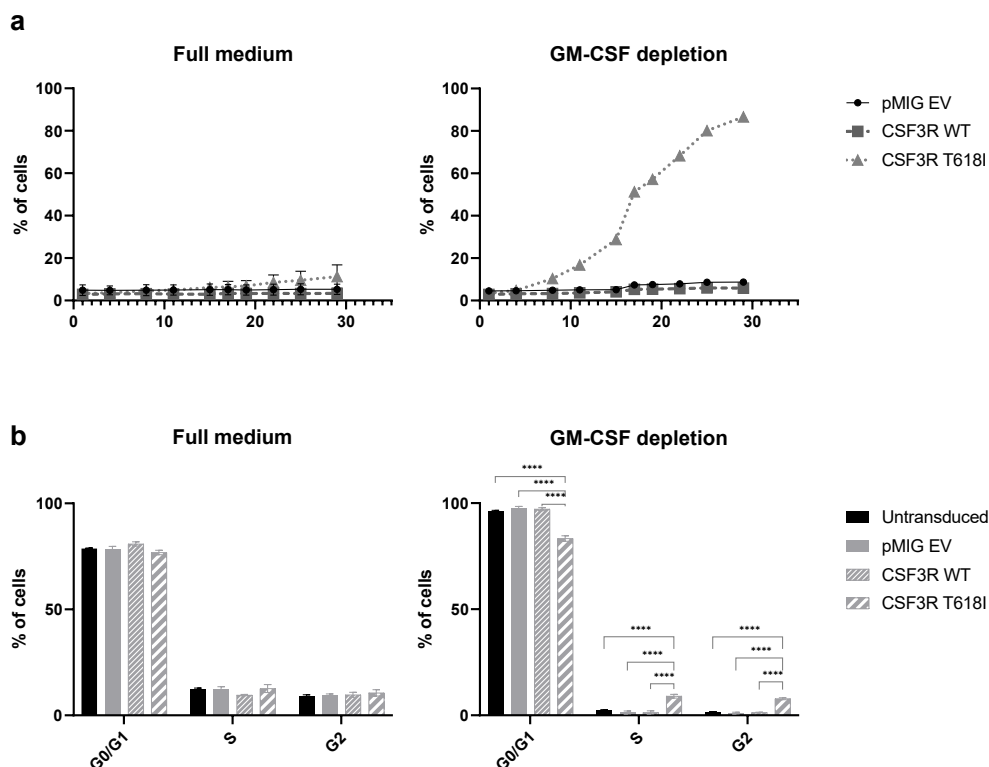 a
Full medium
GM-CSF depletion
% of cells
100
80
60
40
20
0
0
10
20
30
% of cells
100
80
60
40
20
0
0
10
20
30
pMIG EV
CSF3R WT
CSF3R T618I
b
Full medium
GM-CSF depletion
% of cells
100
50
0
G0/G1
S
G2
% of cells
100
50
0
****
****
****
****
****
****
****
****
****
G0/G1
S
G2
Untransduced
pMIG EV
CSF3R WT
CSF3R T618I